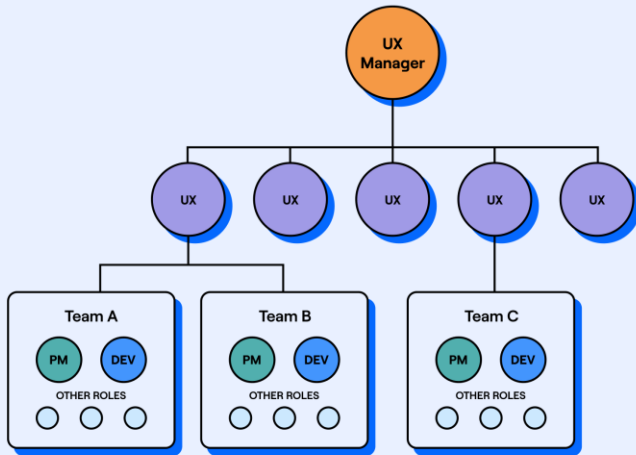 UX
Manager
UX UX UX UX UX
Team A Team B Team C
PM DEV PM DEV PM DEV
OTHER ROLES OTHER ROLES OTHER ROLES